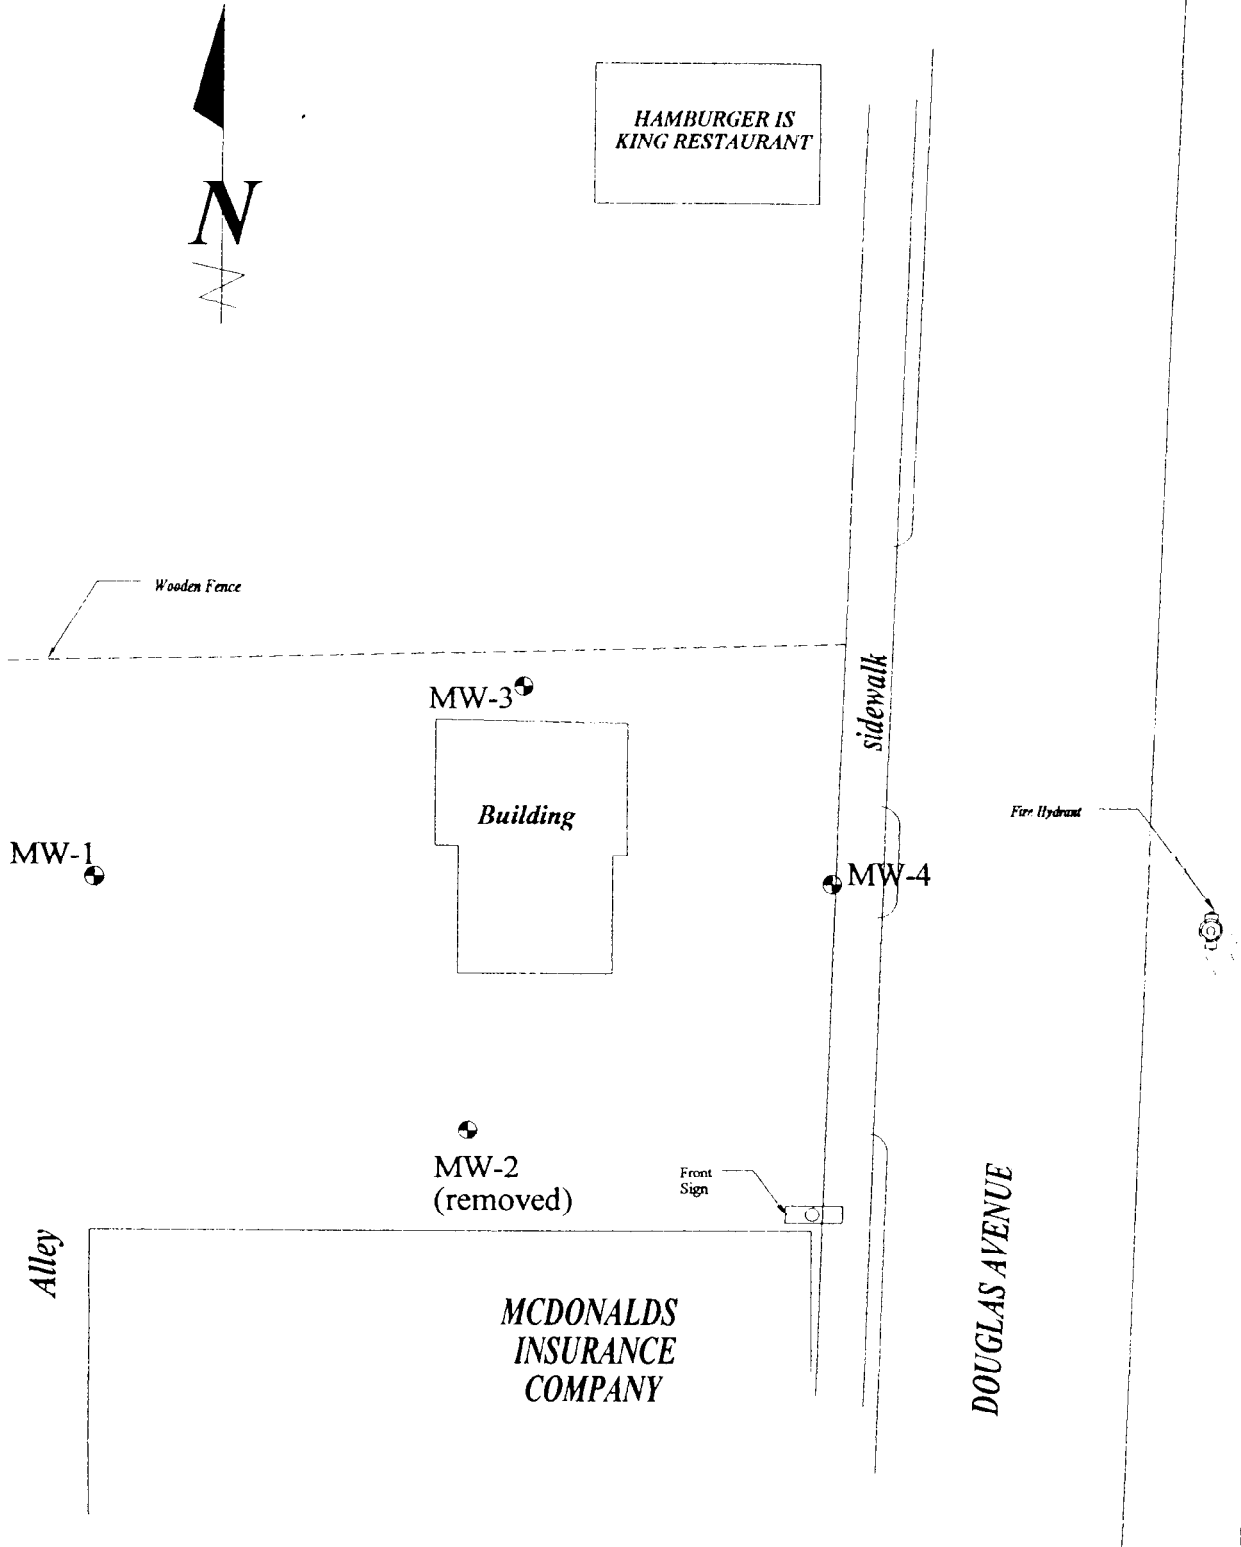 HAMBURGER IS
KING RESTAURANT
N
Wooden Fence
MW-3
sidewalk
Building
Fire Hydrant
MW-1
MW-4
MW-2
(removed)
Front
Sign
Alley
MCDONALDS
INSURANCE
COMPANY
DOUGLAS AVENUE